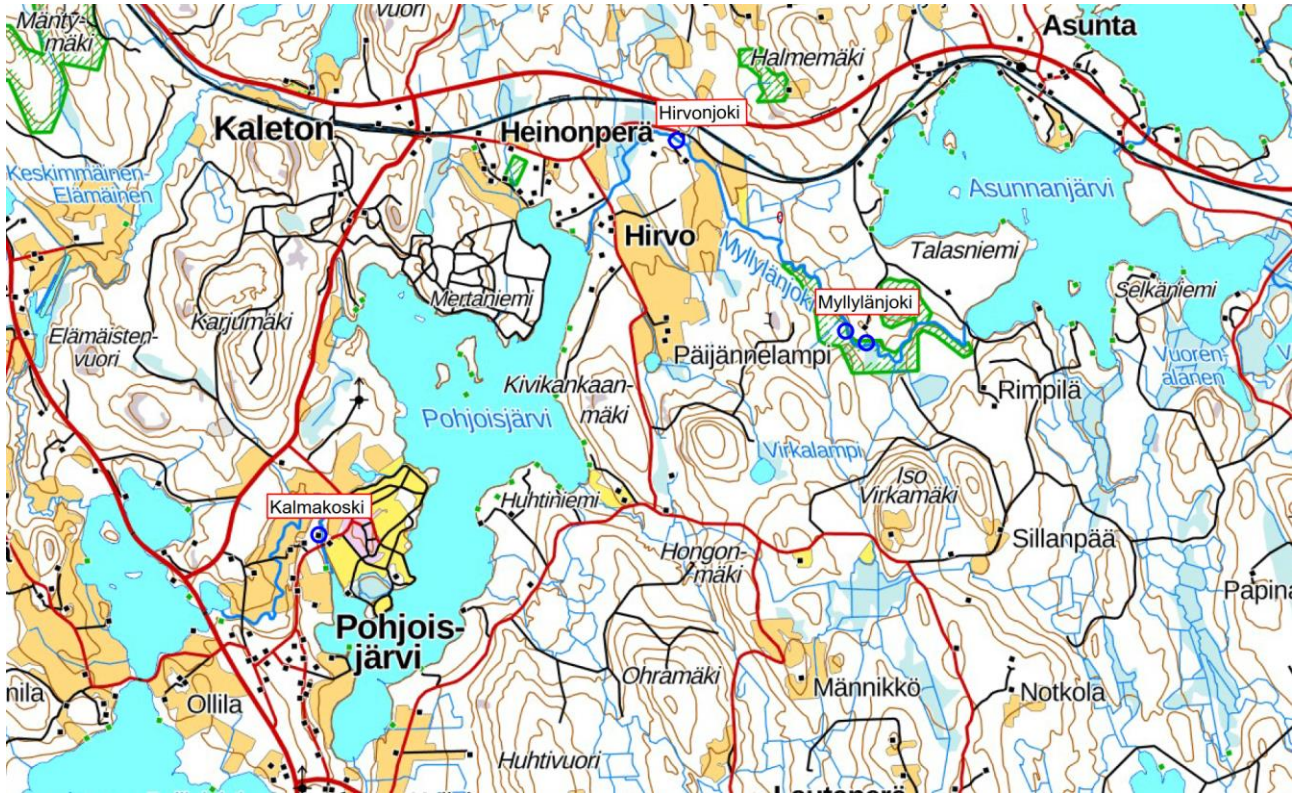 Mänty-
mäki
vuori
Asunta
Halmemäki
Hirvonjoki
Kaleton
Heinonperä
Keskimmäinen-
Elämäinen
Asunnanjärvi
Hirvo
Talasniemi
Myllylänjoki
Mertaniemi
Myllylänjoki
Selkäniemi
Karjumäki
Elämäisten-
vuori
Päijännelampi
Vuoren-
alanen
Kivikankaan-
mäki
Rimpilä
Pohjoisjärvi
Virkalampi
Iso
Virkamäki
Kalmakoski
Huhtiniemi
Sillanpää
Hongon-
mäki
Papina
Pohjois-
järvi
Ohramäki
Männikkö
Notkola
nila
Ollila
Huhtivuori